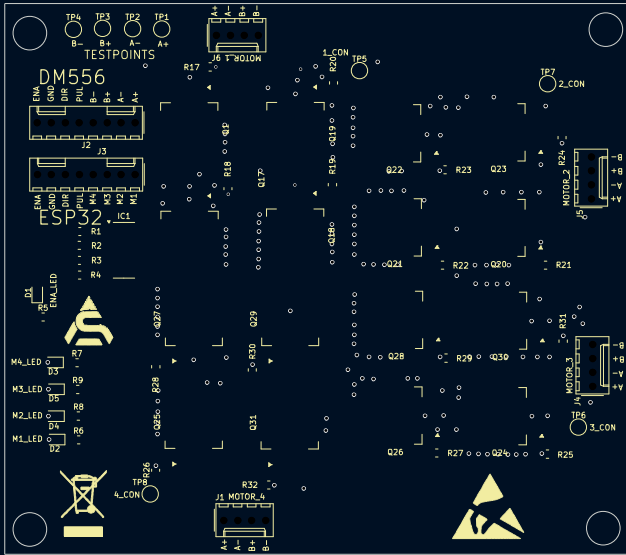 TP4 TP3 TP2 TP1
B- B+ A- A+
TESTPOINTS
A+ A- B+ B-
MOTOR_1 J6
R17
1_CON
TP5
R20
TP7
2_CON
DM556
ENA GND DIR PUL B- B+ A- A+
J2
J3
ENA GND DIR PUL M4 M3 M2 M1
ESP32
IC1
R1
R2
R3
R4
D1
ENA_LED
R5
Q9
Q19
R18
Q17
R19
Q18
Q22
R23
Q23
R24
MOTOR_2
B- B+ A- A+
J5
Q21
R22
Q20
R21
Q27
Q29
R30
R28
Q28
R29
Q30
R31
MOTOR_3
B- B+ A- A+
J4
TP6
3_CON
M4_LED
D3
R7
M3_LED
D5
R9
M2_LED
D4
R8
M1_LED
D2
R6
Q25
Q31
R26
TP8
4_CON
R32
J1 MOTOR_4
A+ A- B+ B-
Q26
R27
Q24
R25